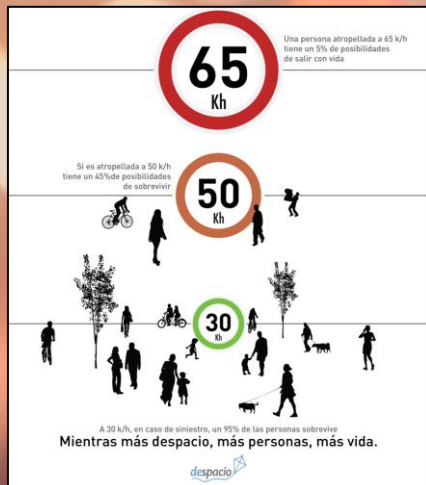 65
Kh
Una persona atropellada a 65 k/h
tiene un 5% de posibilidades
de salir con vida
Si es atropellada a 50 k/h
tiene un 45%de posibilidades
de sobrevivir
50
Kh
30
Kh
A 30 k/h, en caso de siniestro, un 95% de las personas sobrevive
Mientras más despacio, más personas, más vida.
despacio